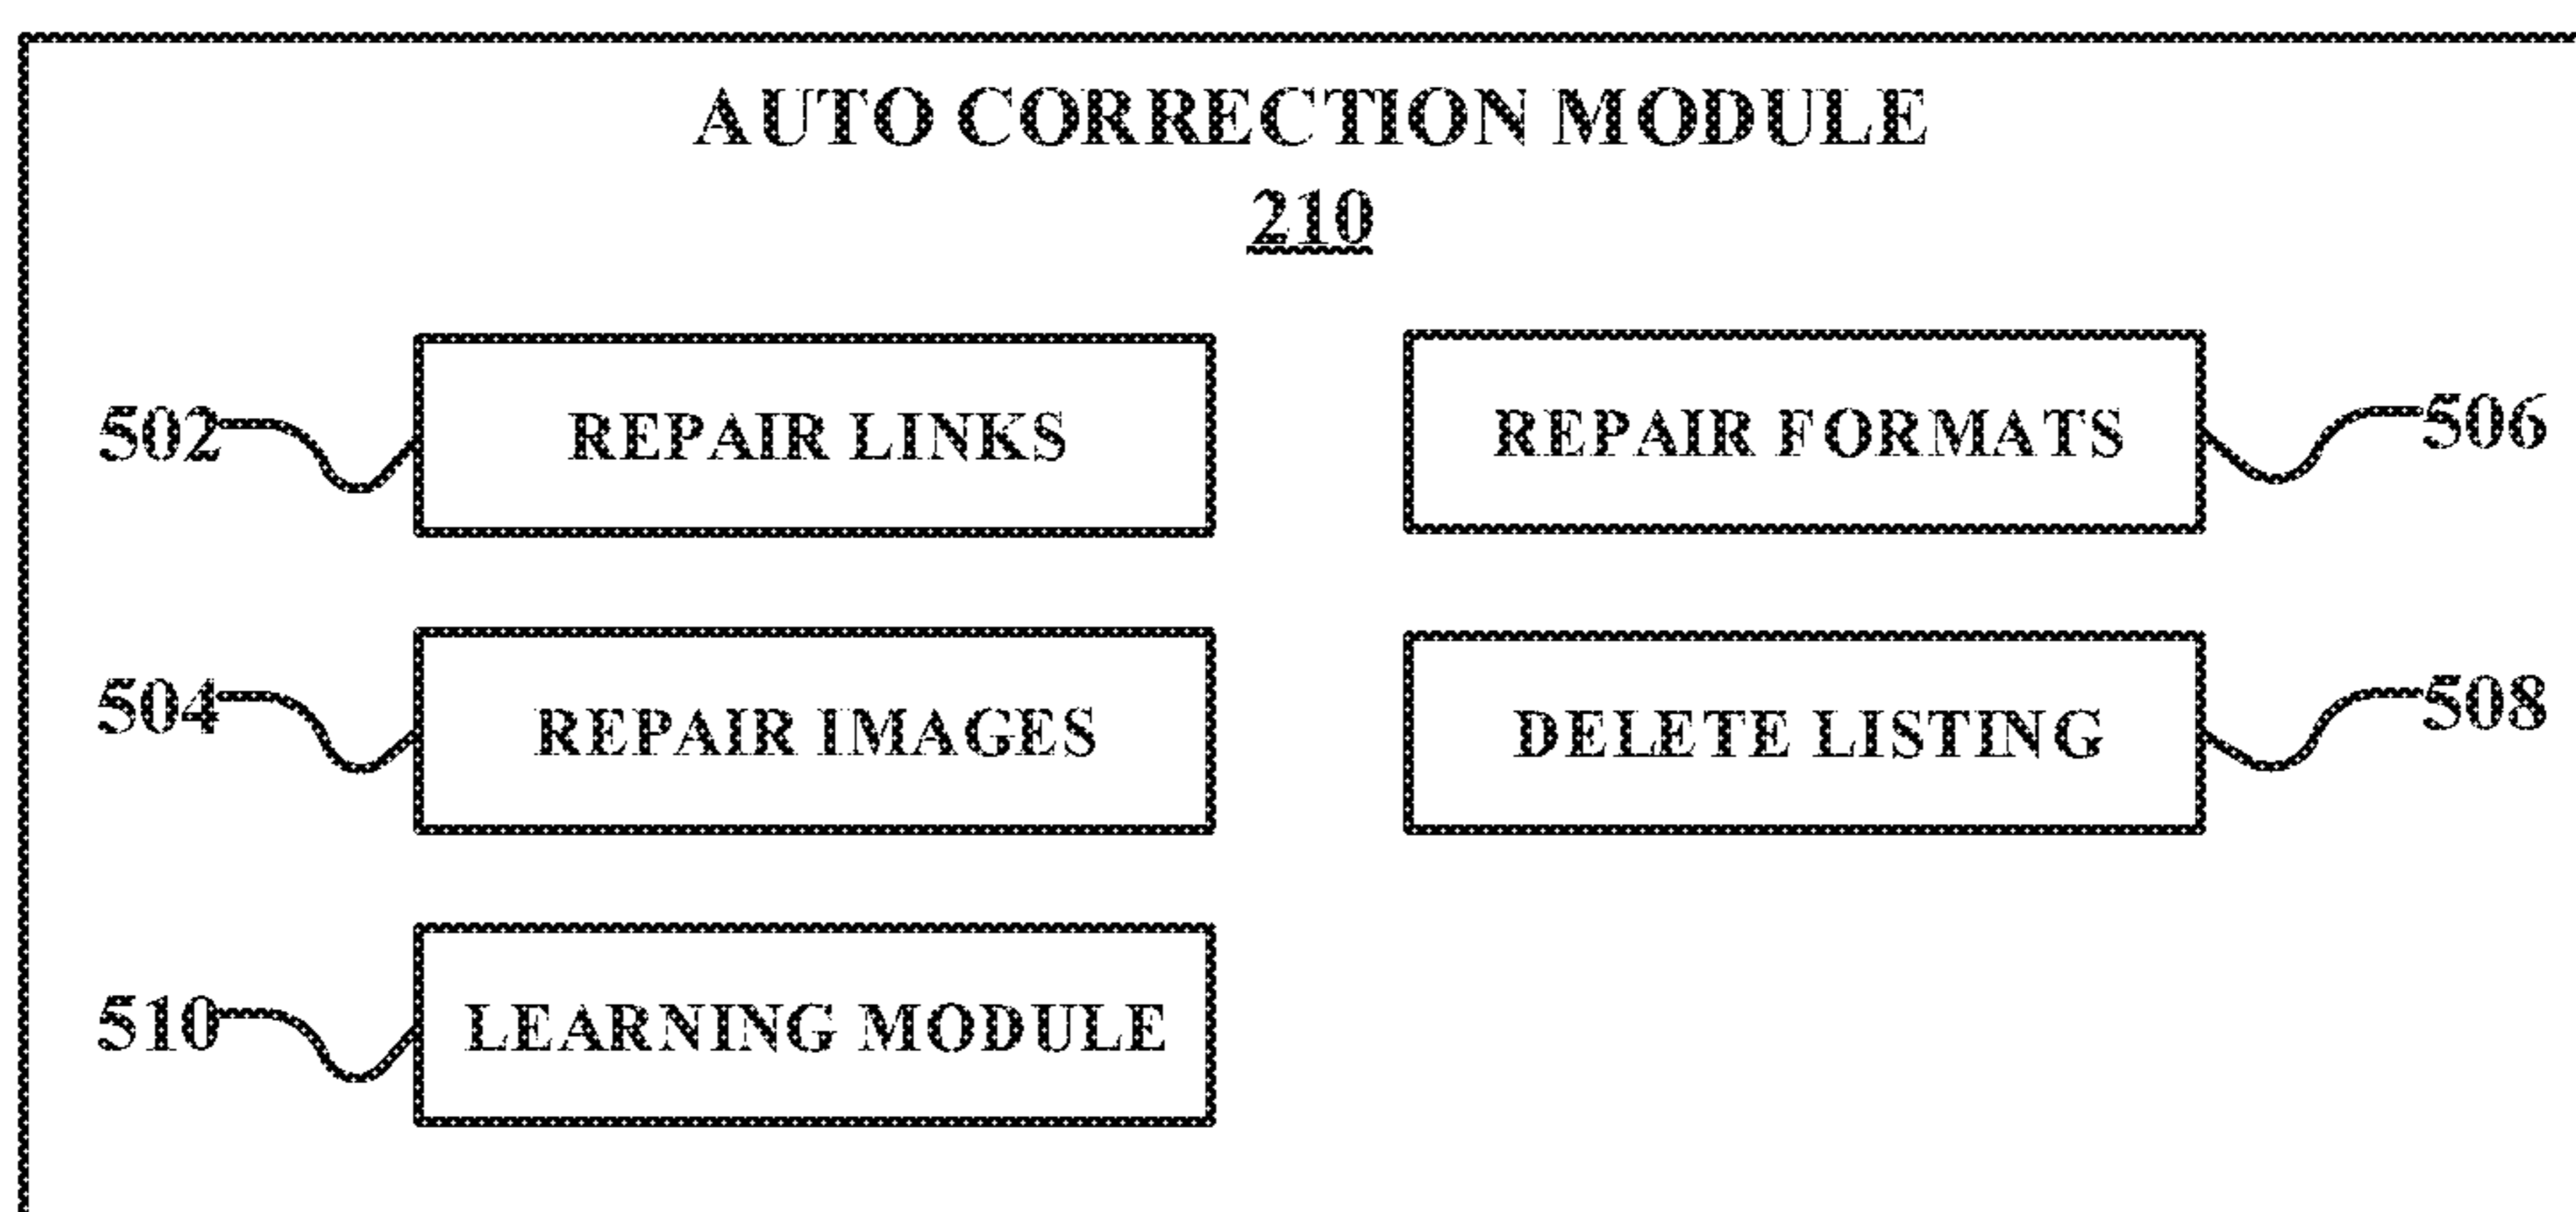 AUTO CORRECTION MODULE
210
502 REPAIR LINKS
REPAIR FORMATS 506
504 REPAIR IMAGES
DELETE LISTING 508
510 LEARNING MODULE